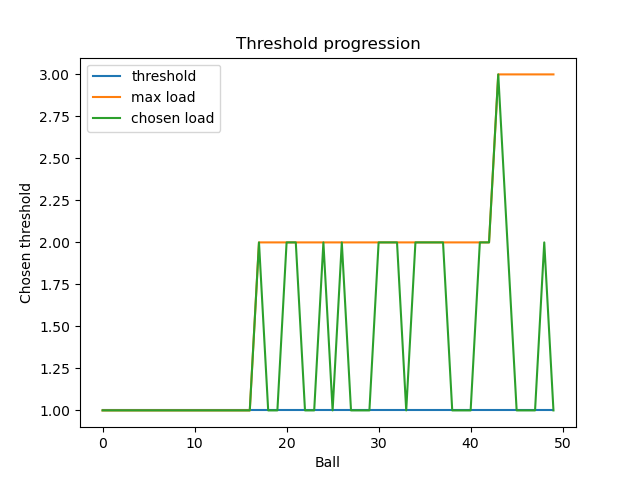 Threshold progression
threshold
max load
chosen load
3.00
2.75
2.50
2.25
2.00
1.75
1.50
1.25
1.00
Chosen threshold
0 10 20 30 40 50
Ball